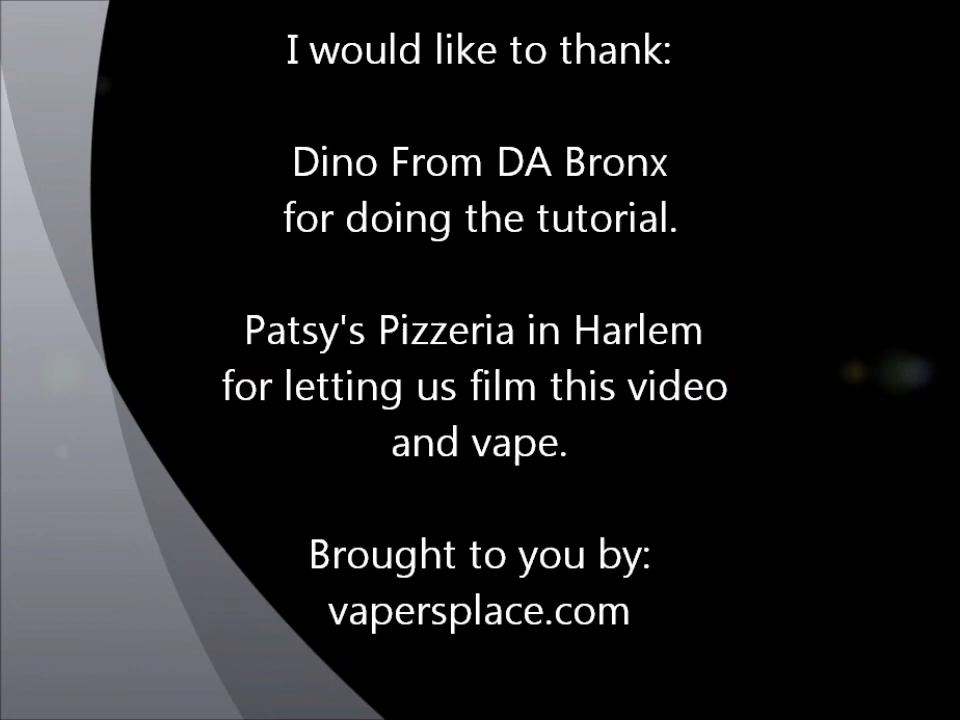 I would like to thank:
Dino From DA Bronx
for doing the tutorial.
Patsy's Pizzeria in Harlem
for letting us film this video
and vape.
Brought to you by:
vapersplace.com